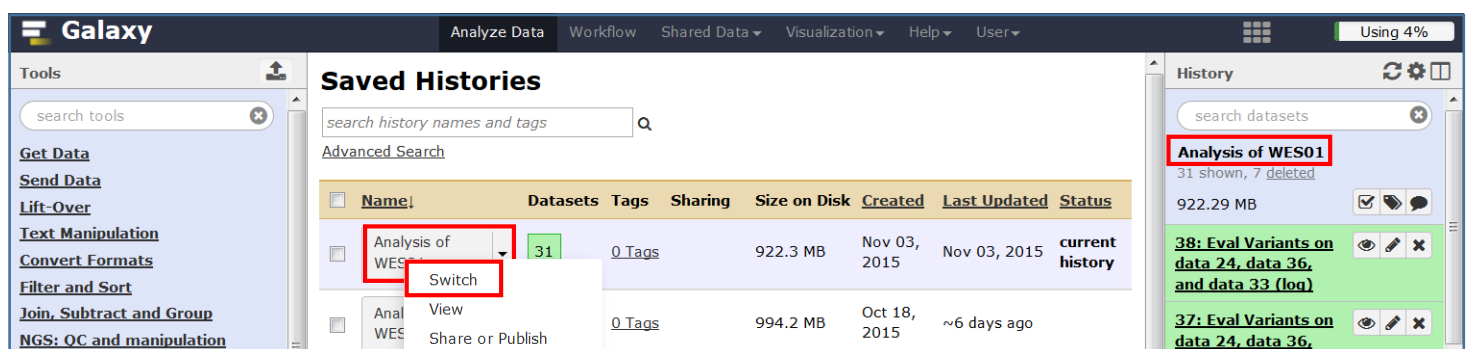 Galaxy
Analyze Data Workflow Shared Data Visualization Help User
Using 4%
Tools
search tools
Get Data
Send Data
Lift-Over
Text Manipulation
Convert Formats
Filter and Sort
Join, Subtract and Group
NGS: QC and manipulation
Saved Histories
search history names and tags
Advanced Search
Name↓ Datasets Tags Sharing Size on Disk Created Last Updated Status
Analysis of
31 0 Tags 922.3 MB Nov 03,
2015 Nov 03, 2015 current
history
Switch
View
Share or Publish
0 Tags 994.2 MB Oct 18,
2015 ~6 days ago
History
search datasets
Analysis of WES01
31 shown, 7 deleted
922.29 MB
38: Eval Variants on
data 24, data 36,
and data 33 (log)
37: Eval Variants on
data 24, data 36,